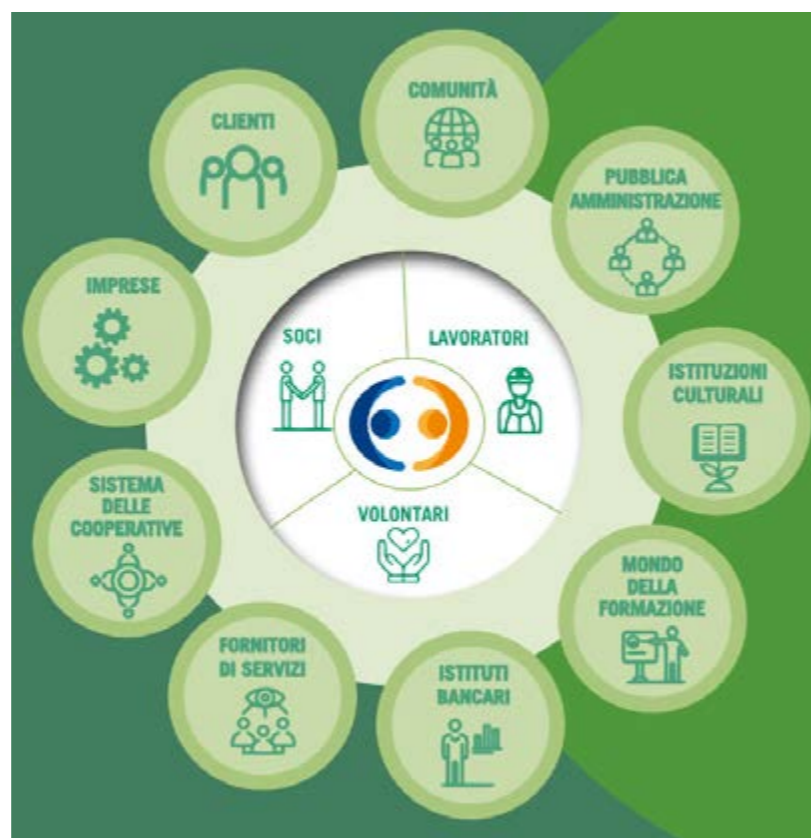 COMUNITÀ
CLIENTI
PUBBLICA
AMMINISTRAZIONE
IMPRESE
SOCI
LAVORATORI
ISTITUZIONI
CULTURALI
SISTEMA
DELLE
COOPERATIVE
VOLONTARI
MONDO
DELLA
FORMAZIONE
FORNITORI
DI SERVIZI
ISTITUTI
BANCARI